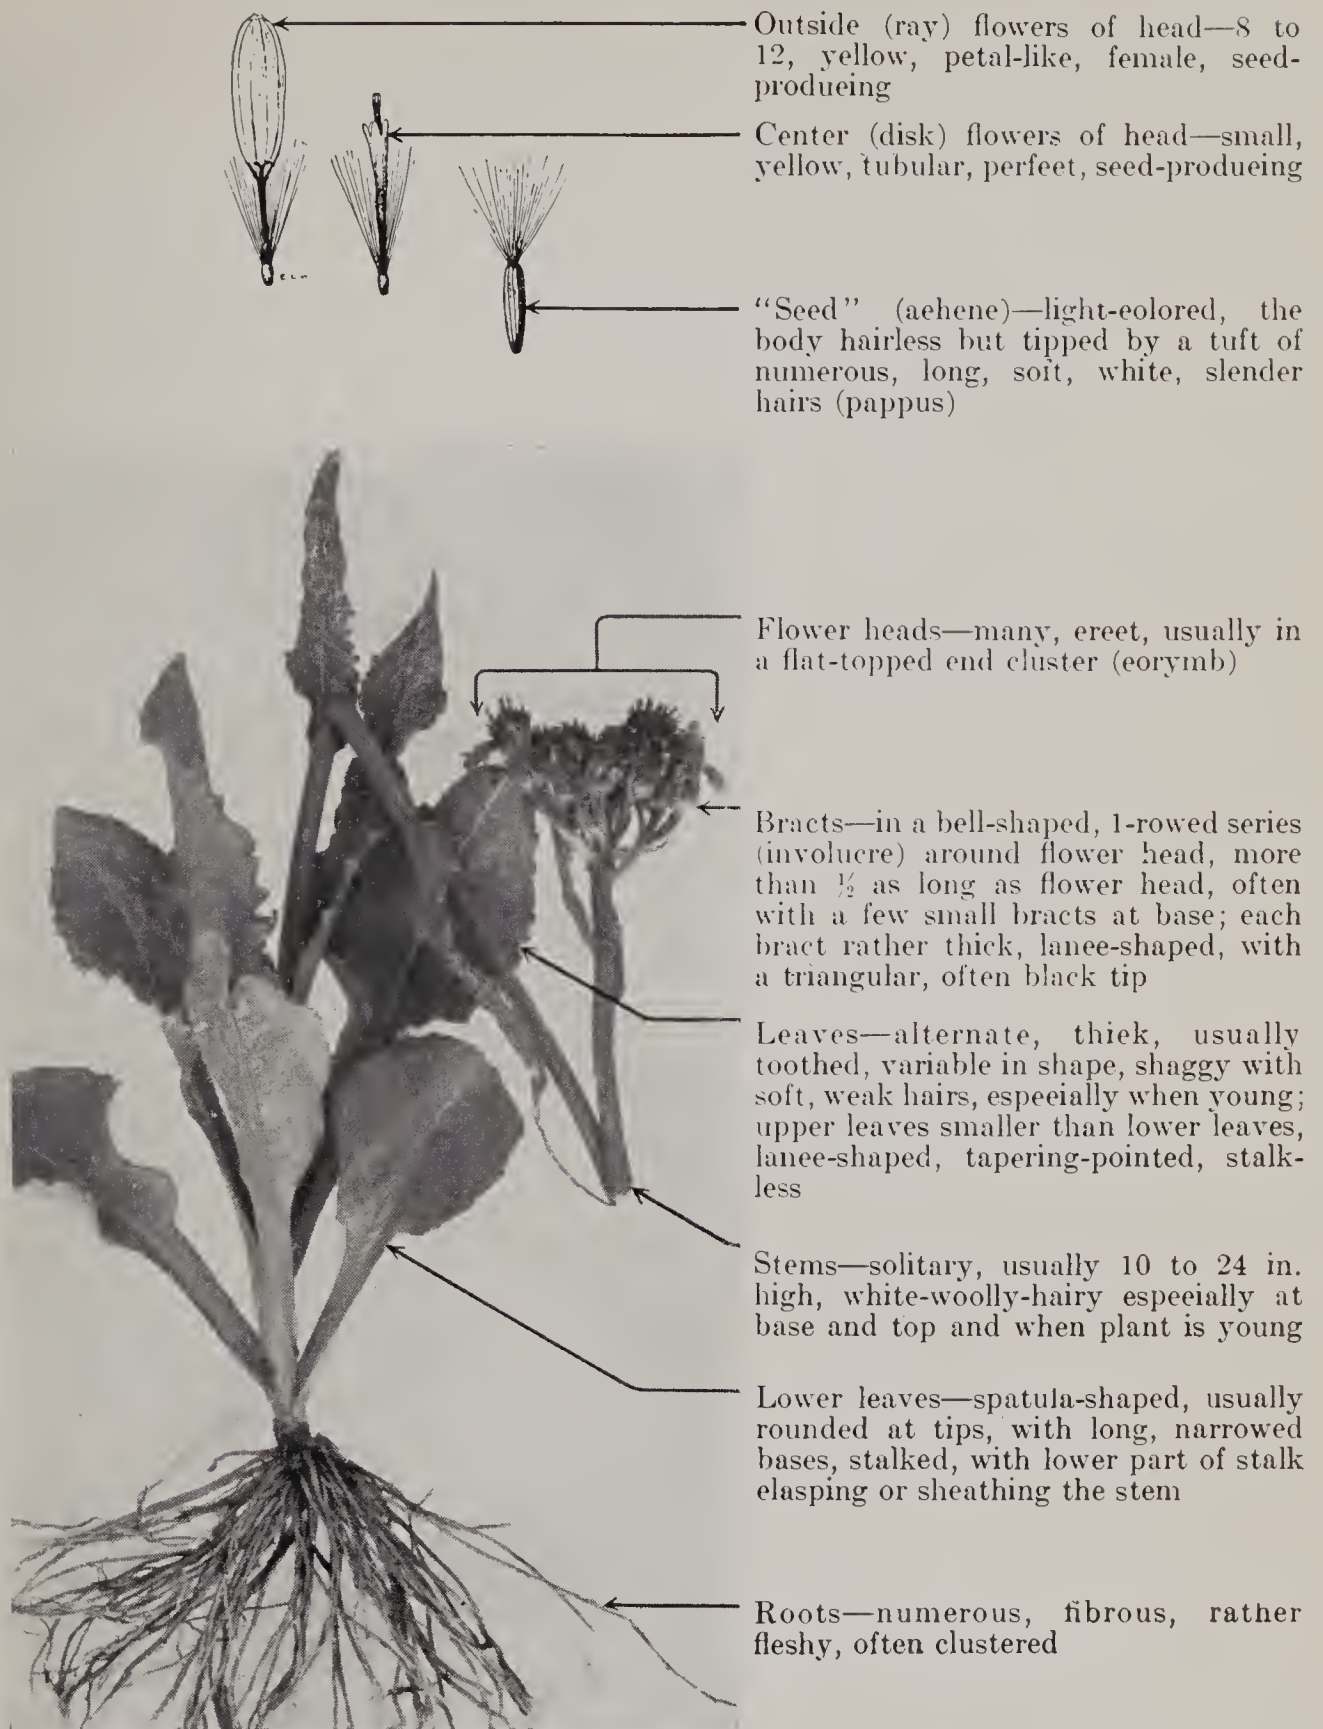 Outside (ray) flowers of head—8 to
12, yellow, petal-like, female, seed-
producing
Center (disk) flowers of head—small,
yellow, tubular, perfect, seed-producing
"Seed" (achene)—light-colored, the
body hairless but tipped by a tuft of
numerous, long, soft, white, slender
hairs (pappus)
Flower heads—many, erect, usually in
a flat-topped end cluster (corymb)
Bracts—in a bell-shaped, 1-rowed series
(involucre) around flower head, more
than ½ as long as flower head, often
with a few small bracts at base; each
bract rather thick, lance-shaped, with
a triangular, often black tip
Leaves—alternate, thick, usually
toothed, variable in shape, shaggy with
soft, weak hairs, especially when young;
upper leaves smaller than lower leaves,
lance-shaped, tapering-pointed, stalk-
less
Stems—solitary, usually 10 to 24 in.
high, white-woolly-hairy especially at
base and top and when plant is young
Lower leaves—spatula-shaped, usually
rounded at tips, with long, narrowed
bases, stalked, with lower part of stalk
clasping or sheathing the stem
Roots—numerous, fibrous, rather
fleshy, often clustered